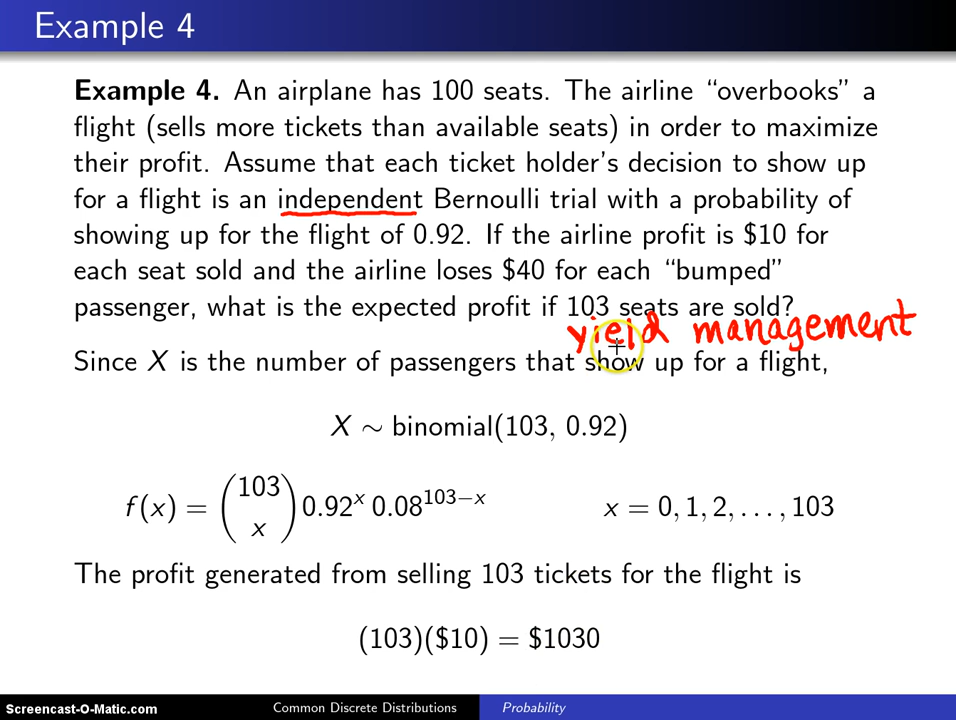 Example 4
Example 4. An airplane has 100 seats. The airline “overbooks” a
flight (sells more tickets than available seats) in order to maximize
their profit. Assume that each ticket holder’s decision to show up
for a flight is an independent Bernoulli trial with a probability of
showing up for the flight of 0.92. If the airline profit is $10 for
each seat sold and the airline loses $40 for each “bumped”
passenger, what is the expected profit if 103 seats are sold?
yield management
Since X is the number of passengers that show up for a flight,
X ∼ binomial(103, 0.92)
f(x) = (103 x) 0.92^x 0.08^{103−x} x = 0, 1, 2, . . . , 103
The profit generated from selling 103 tickets for the flight is
(103)($10) = $1030
Screencast-O-Matic.com Common Discrete Distributions Probability